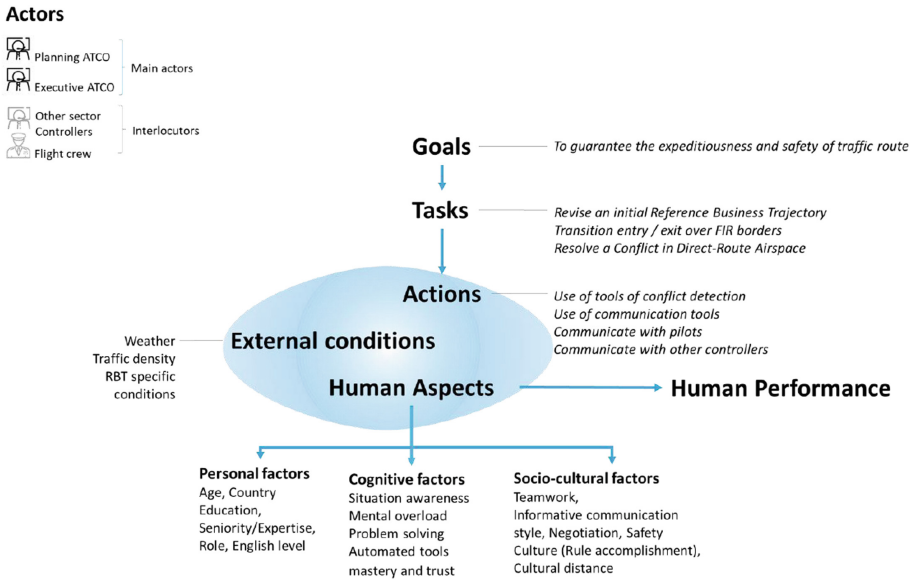 Actors
Planning ATCO
Executive ATCO
Main actors
Other sector
Controllers
Flight crew
Interlocutors
Goals
To guarantee the expeditiousness and safety of traffic route
Tasks
Revise an initial Reference Business Trajectory
Transition entry / exit over FIR borders
Resolve a Conflict in Direct-Route Airspace
Actions
Use of tools of conflict detection
Use of communication tools
Communicate with pilots
Communicate with other controllers
External conditions
Weather
Traffic density
RBT specific
conditions
Human Aspects
Human Performance
Personal factors
Age, Country
Education,
Seniority/Expertise,
Role, English level
Cognitive factors
Situation awareness
Mental overload
Problem solving
Automated tools
mastery and trust
Socio-cultural factors
Teamwork,
Informative communication
style, Negotiation, Safety
Culture (Rule accomplishment),
Cultural distance